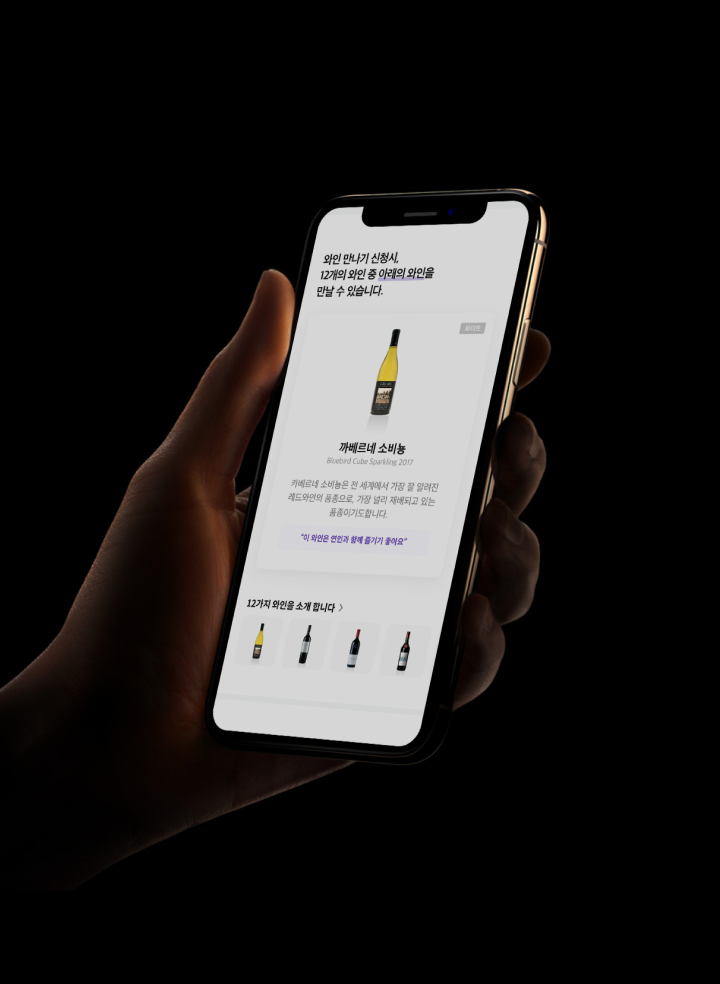 와인 만나기 신청시,
12개의 와인 중 아래의 와인을
만날 수 있습니다.
까베르네 소비뇽
Bluebird Cube Sparkling 2017
카베르네 소비뇽은 전 세계에서 가장 잘 알려진
레드와인의 품종으로, 가장 널리 재배되고 있는
품종이기도합니다.
"이 와인은 연인과 함께 즐기기 좋아요"
12가지 와인을 소개 합니다 >